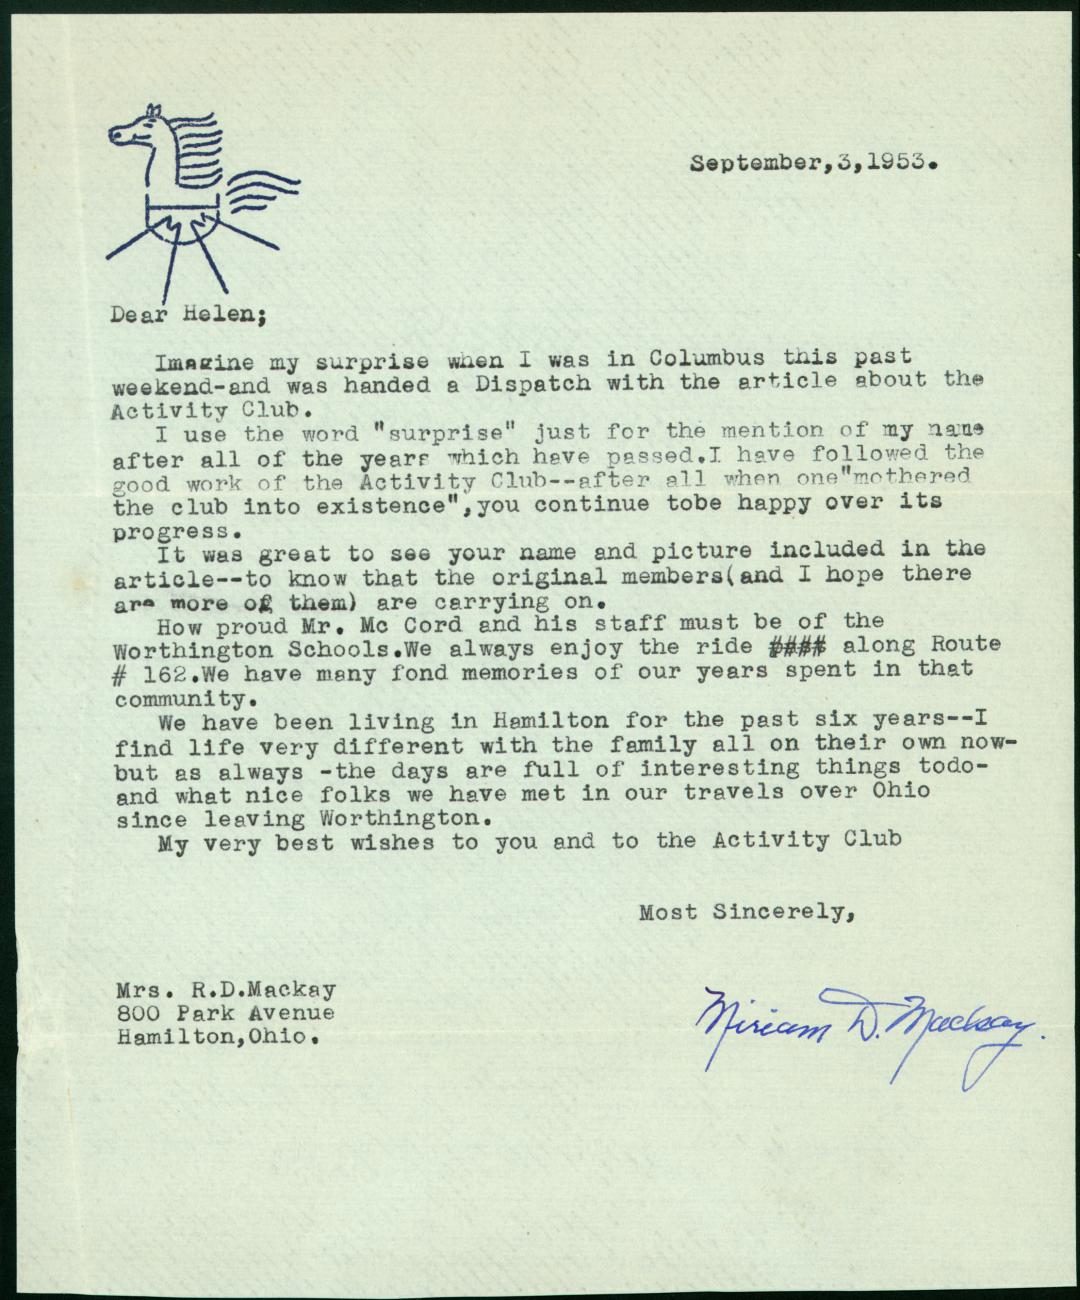 September,3,1953.
Dear Helen;
Imagine my surprise when I was in Columbus this past
weekend-and was handed a Dispatch with the article about the
Activity Club.
I use the word "surprise" just for the mention of my name
after all of the years which have passed.I have followed the
good work of the Activity Club--after all when one"mothered
the club into existence",you continue tobe happy over its
progress.
It was great to see your name and picture included in the
article--to know that the original members(and I hope there
are more of them) are carrying on.
How proud Mr. Mc Cord and his staff must be of the
Worthington Schools.We always enjoy the ride #### along Route
# 162.We have many fond memories of our years spent in that
community.
We have been living in Hamilton for the past six years--I
find life very different with the family all on their own now-
but as always -the days are full of interesting things todo-
and what nice folks we have met in our travels over Ohio
since leaving Worthington.
My very best wishes to you and to the Activity Club
Most Sincerely,
Mrs. R.D.Mackay
800 Park Avenue
Hamilton,Ohio.
Miriam D. Mackay.